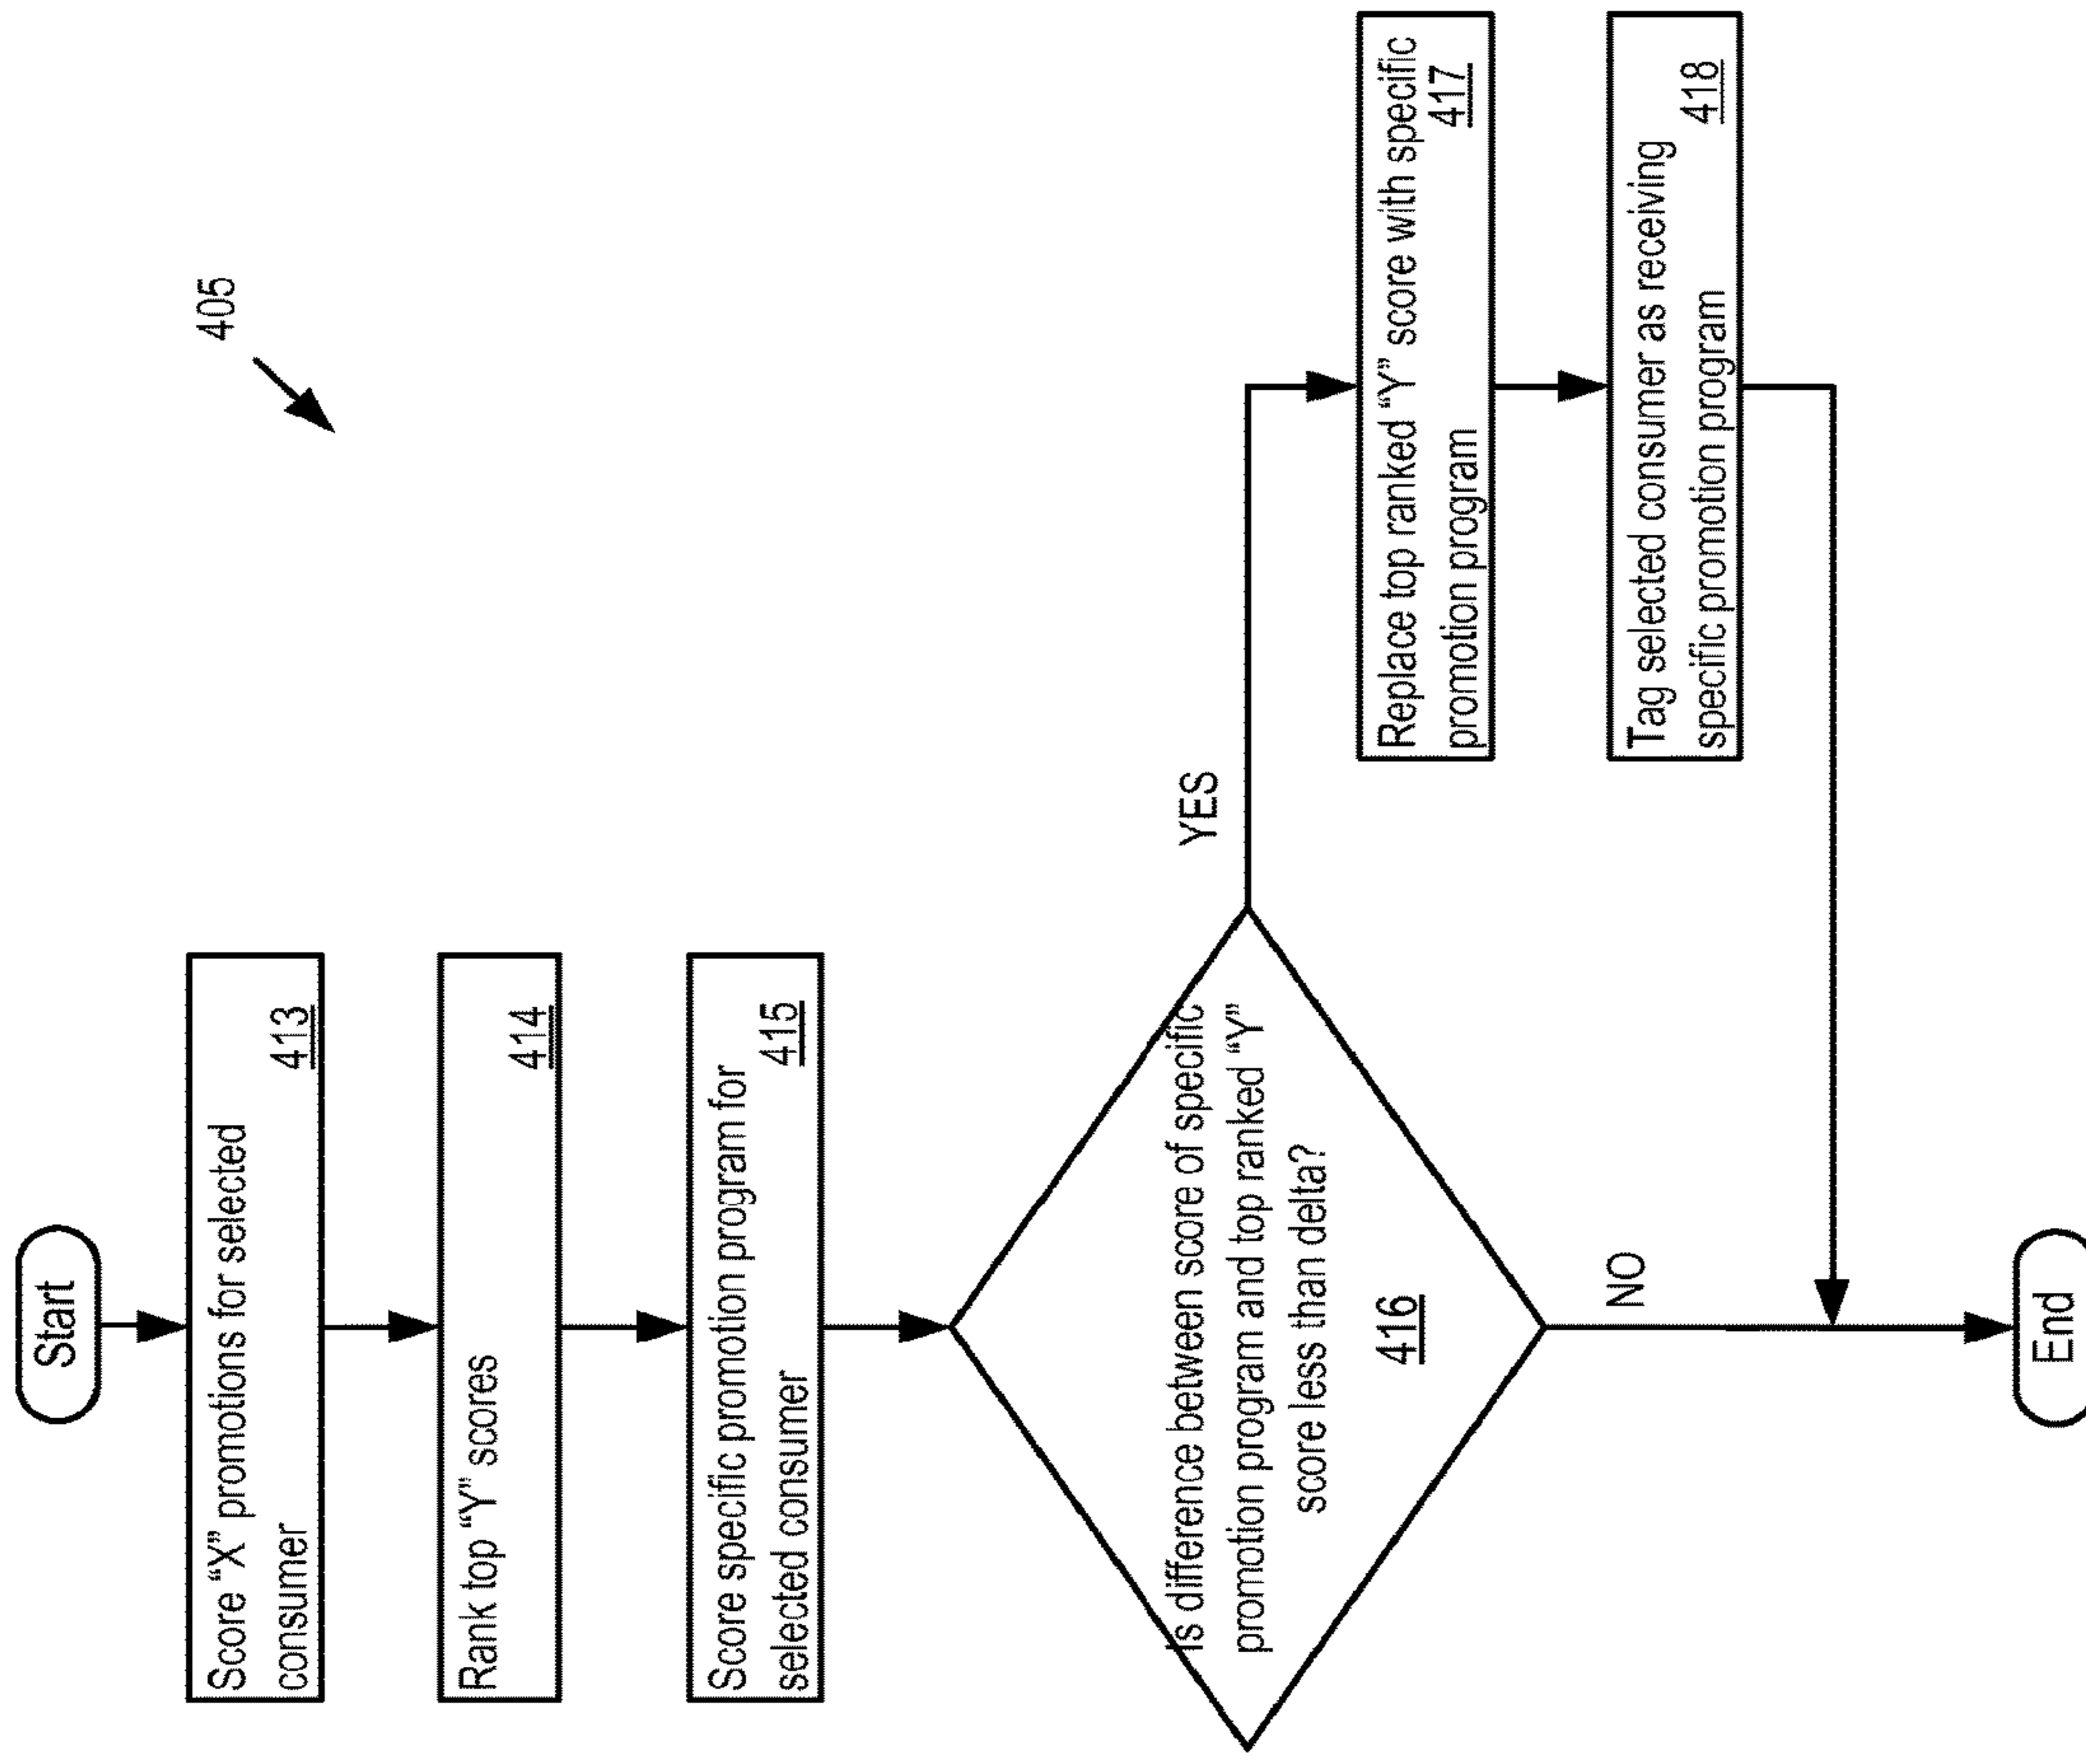 405
Start
Score “X” promotions for selected
consumer
413
Rank top “Y” scores
414
Score specific promotion program for
selected consumer
415
Is difference between score of specific
promotion program and top ranked “Y”
score less than delta?
416
YES
NO
Replace top ranked “Y” score with specific
promotion program
417
Tag selected consumer as receiving
specific promotion program
418
End